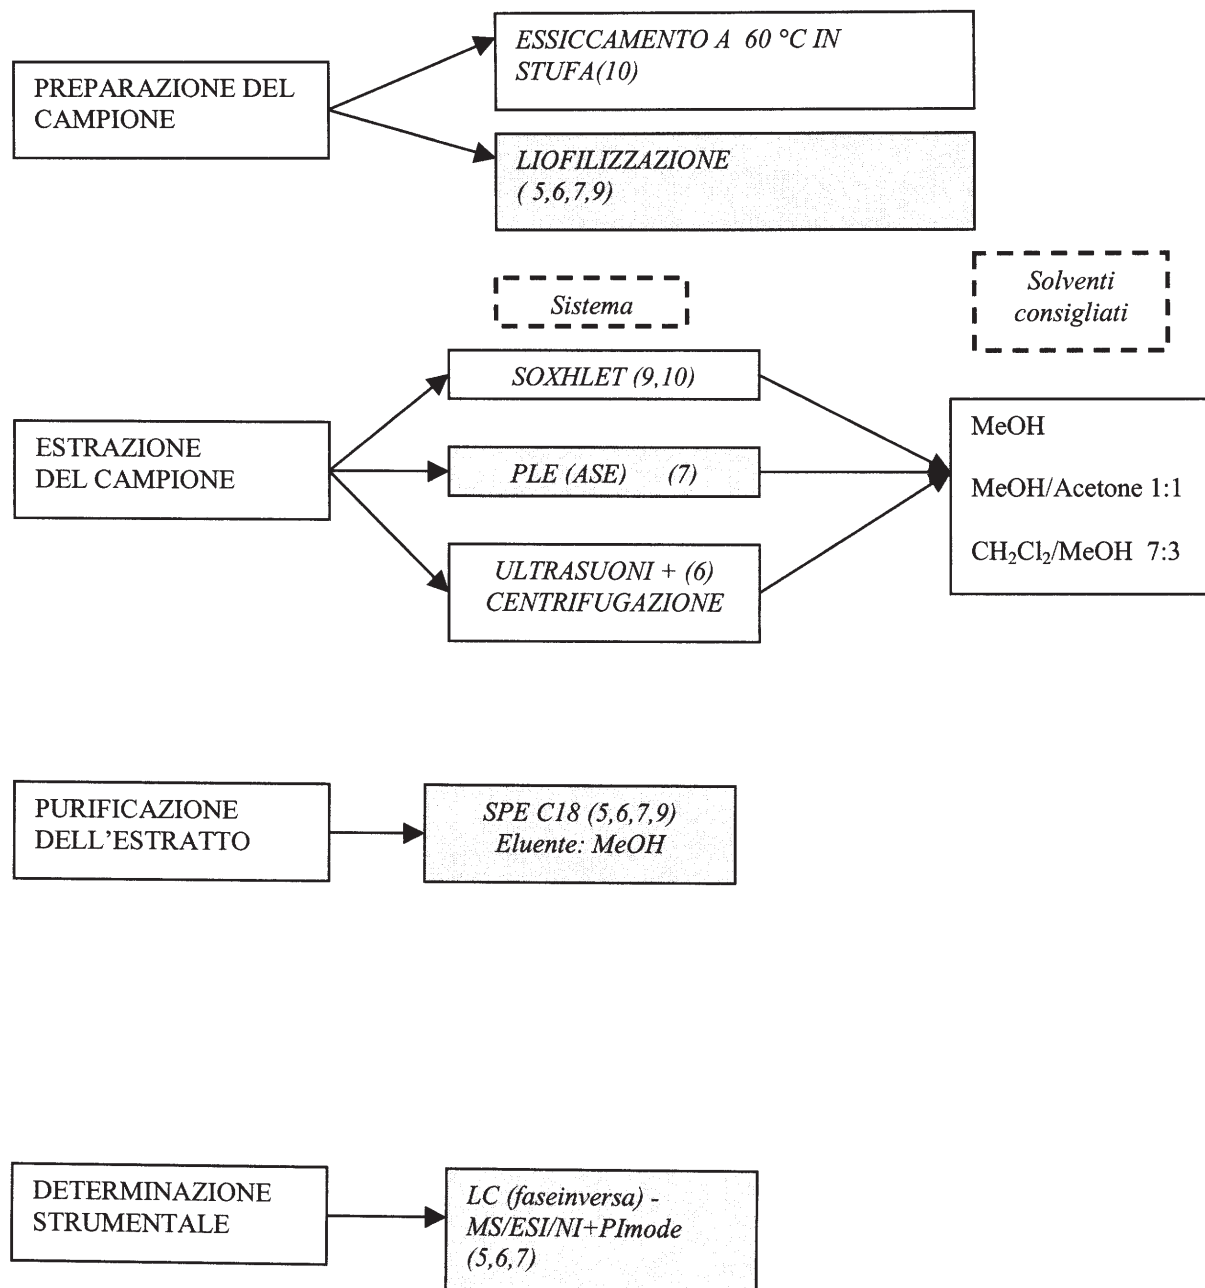 PREPARAZIONE DEL
CAMPIONE
ESSICCAMENTO A 60 °C IN
STUFA(10)
LIOFILIZZAZIONE
( 5,6,7,9)
Sistema
Solventi
consigliati
ESTRAZIONE
DEL CAMPIONE
SOXHLET (9,10)
PLE (ASE) (7)
ULTRASUONI + (6)
CENTRIFUGAZIONE
MeOH
MeOH/Acetone 1:1
CH₂Cl₂/MeOH 7:3
PURIFICAZIONE
DELL'ESTRATTO
SPE C18 (5,6,7,9)
Eluente: MeOH
DETERMINAZIONE
STRUMENTALE
LC (faseinversa) -
MS/ESI/NI+PImode
(5,6,7)